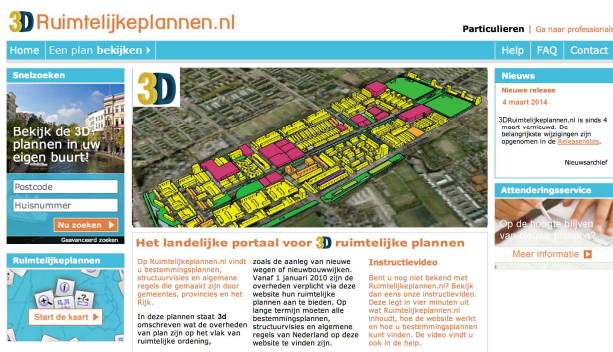 3D Ruimtelijkeplannen.nl
Particulieren | Ga naar professionals
Home
Een plan bekijken
Help
FAQ
Contact
Snelzoeken
Bekijk de 3D-
plannen in uw
eigen buurt!
Postcode
Huisnummer
Nu zoeken
Geavanceerd zoeken
Ruimtelijkeplannen
Start de kaart
3D
Het landelijke portaal voor 3D ruimtelijke plannen
Op Ruimtelijkeplannen.nl vindt
u bestemmingsplannen,
structuurvisies en algemene
regels die gemaakt zijn door
gemeentes, provincies en het
Rijk.
In deze plannen staat 3d
omschreven wat de overheden
van plan zijn op het vlak van
ruimtelijke ordening,
zoals de aanleg van nieuwe
wegen of nieuwbouwwijken.
Vanaf 1 januari 2010 zijn de
overheden verplicht via deze
website hun ruimtelijke
plannen aan te bieden. Op
lange termijn moeten alle
bestemmingsplannen,
structuurvisies en algemene
regels van Nederland op deze
website te vinden zijn.
Instructievideo
Bent u nog niet bekend met
Ruimtelijkeplannen.nl? Bekijk
dan eens onze instructievideo.
Deze legt in vier minuten uit
wat Ruimtelijkeplannen.nl
inhoudt, hoe de website werkt
en hoe u bestemmingsplannen
kunt vinden. De video vindt u
ook in de help.
Nieuws
Nieuwe release
4 maart 2014
3DRuimtelijkeplannen.nl is sinds 4
maart vernieuwd. De
belangrijkste wijzigingen zijn
opgenomen in de Releasenotes.
Nieuwsarchief
Attenderingsservice
Op de hoogte blijven
van nieuwe plannen?
Meer informatie